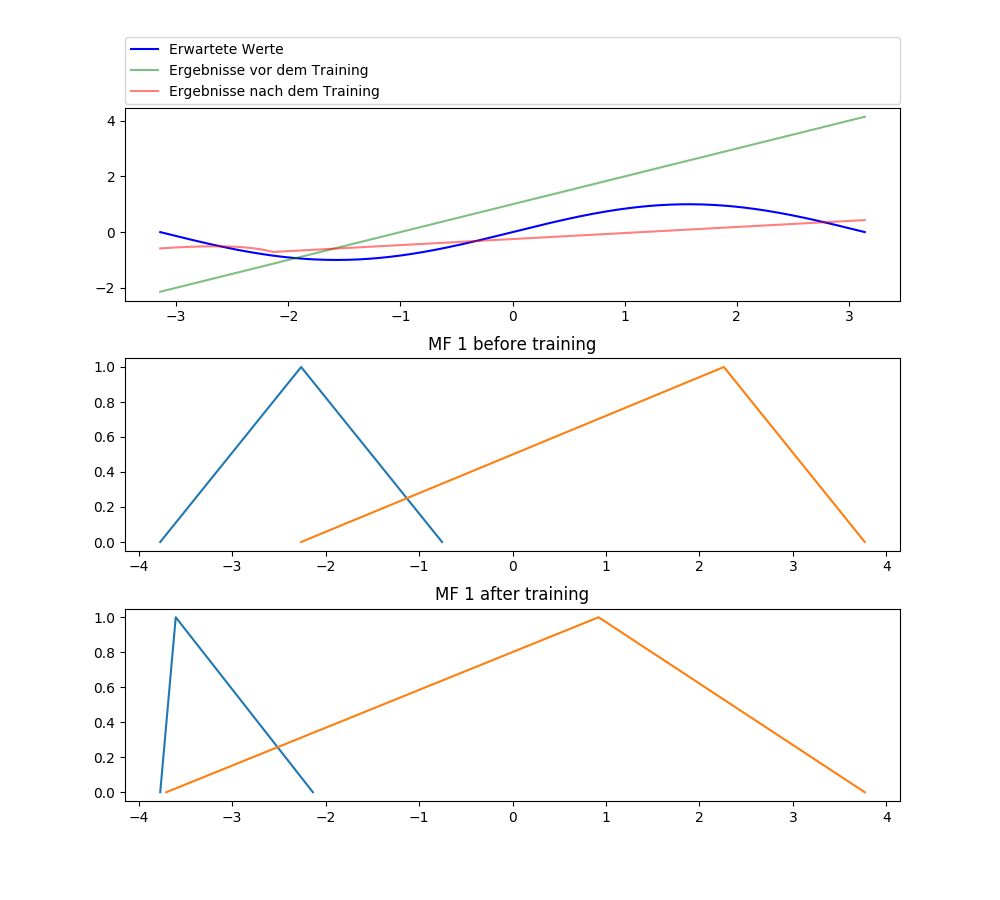 Erwartete Werte
Ergebnisse vor dem Training
Ergebnisse nach dem Training
4
2
0
−2
−3 −2 −1 0 1 2 3
MF 1 before training
1.0
0.8
0.6
0.4
0.2
0.0
−4 −3 −2 −1 0 1 2 3 4
MF 1 after training
1.0
0.8
0.6
0.4
0.2
0.0
−4 −3 −2 −1 0 1 2 3 4